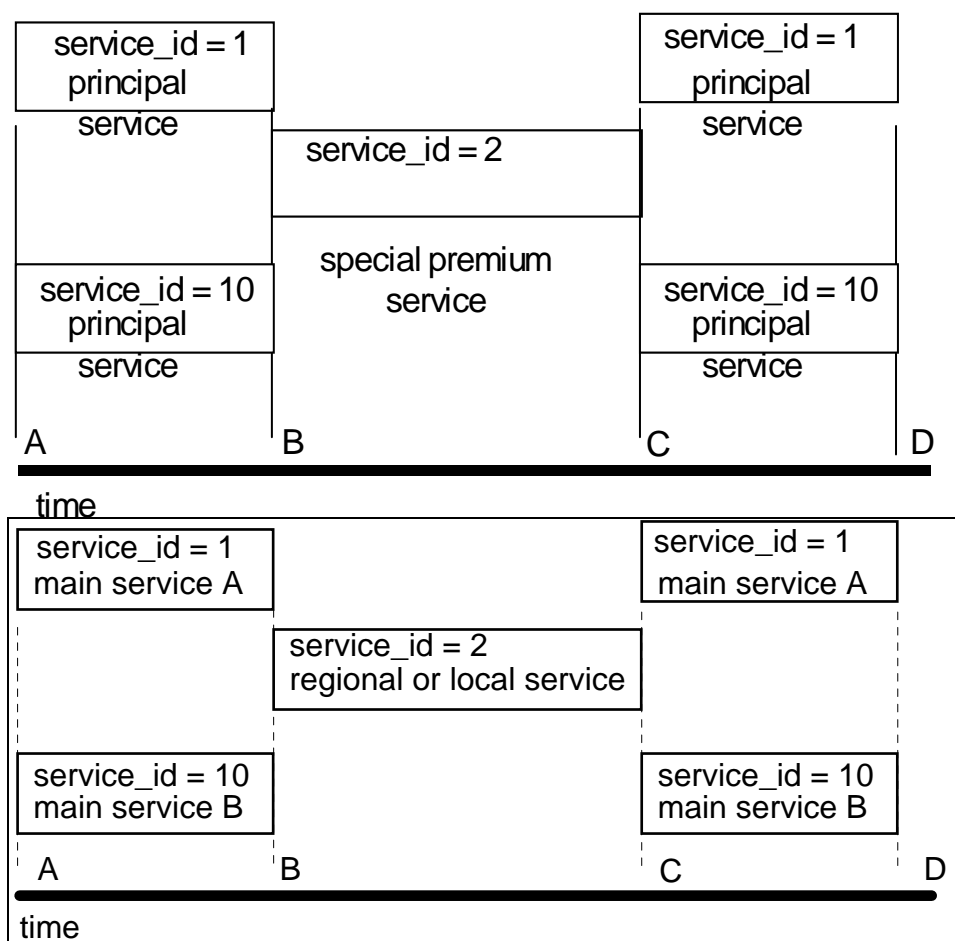 service_id = 1
principal
service
service_id = 1
principal
service
service_id = 2
special premium
service
service_id = 10
principal
service
service_id = 10
principal
service
A
B
C
D
time
service_id = 1
main service A
service_id = 1
main service A
service_id = 2
regional or local service
service_id = 10
main service B
service_id = 10
main service B
A
B
C
D
time